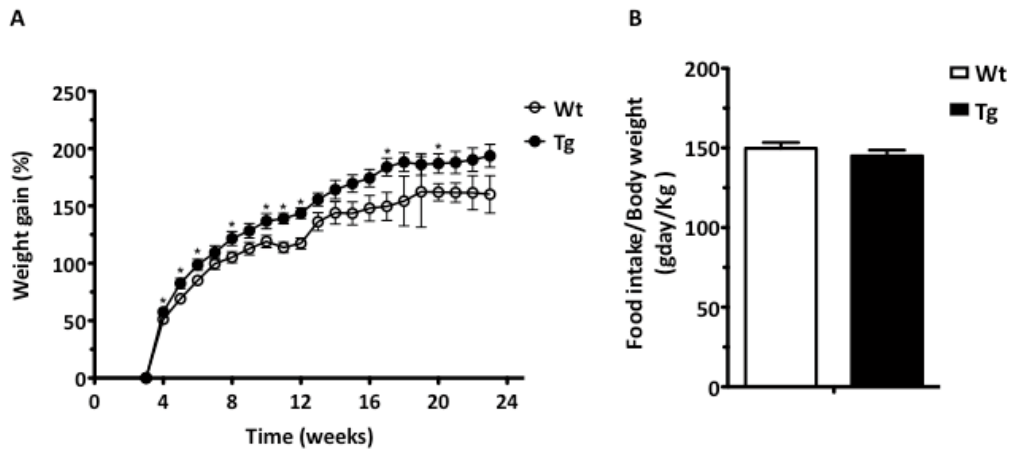 A
B
250
200
150
100
50
0
Weight gain (%)
* * * * * * * * *
0 4 8 12 16 20 24
Time (weeks)
Wt
Tg
200
150
100
50
0
Food intake/Body weight
(gday/Kg)
Wt
Tg